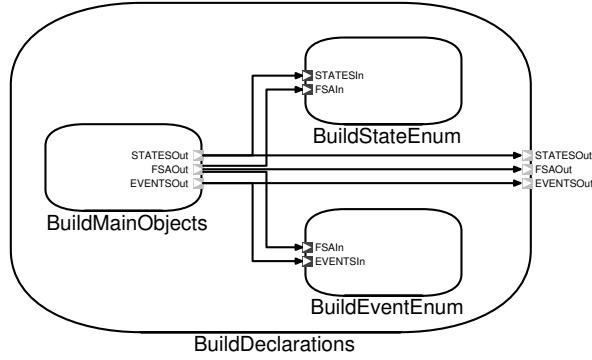 STATESIn
FSAIn
BuildStateEnum
STATESOut
FSAOut
EVENTSOut
BuildMainObjects
STATESOut
FSAOut
EVENTSOut
FSAIn
EVENTSIn
BuildEventEnum
BuildDeclarations